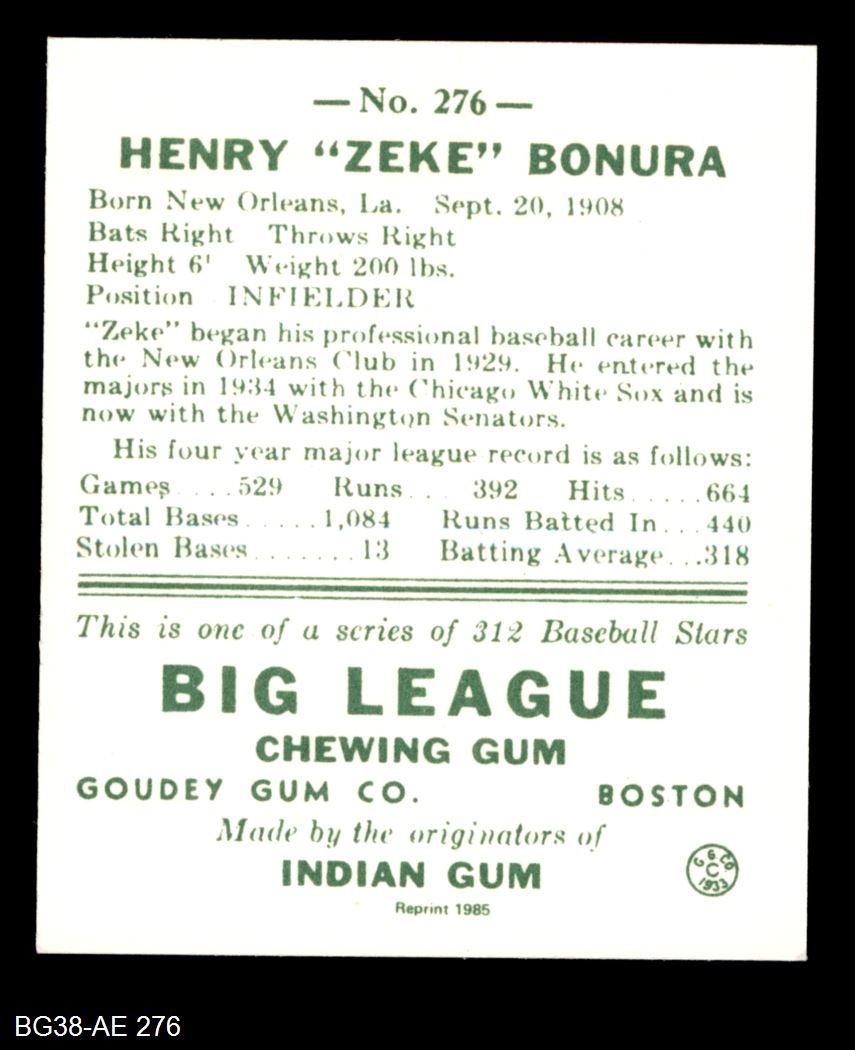 — No. 276 —
HENRY “ZEKE” BONURA
Born New Orleans, La. Sept. 20, 1908
Bats Right Throws Right
Height 6' Weight 200 lbs.
Position INFIELDER
“Zeke” began his professional baseball career with
the New Orleans Club in 1929. He entered the
majors in 1934 with the Chicago White Sox and is
now with the Washington Senators.
His four year major league record is as follows:
Games ....529 Runs... 392 Hits.....664
Total Bases......1,084 Runs Batted In...440
Stolen Bases.......13 Batting Average...318
This is one of a series of 312 Baseball Stars
BIG LEAGUE
CHEWING GUM
GOUDEY GUM CO. BOSTON
Made by the originators of
INDIAN GUM
G. G. CO.
C
1933
Reprint 1985
BG38-AE 276